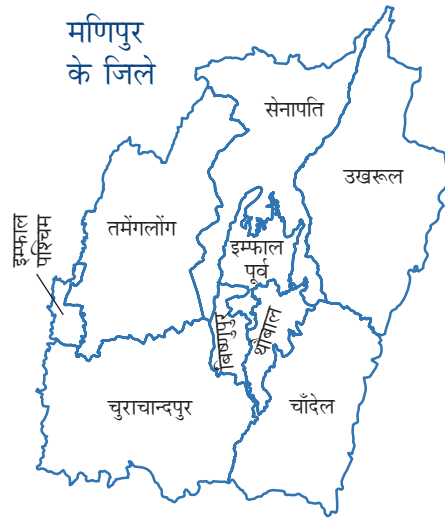 मणिपुर
के जिले
सेनापति
उखरूल
तमेंगलोंग
इम्फाल
पश्चिम
इम्फाल
पूर्व
बिष्णुपुर
थौबाल
चुराचान्दपुर
चाँदेल